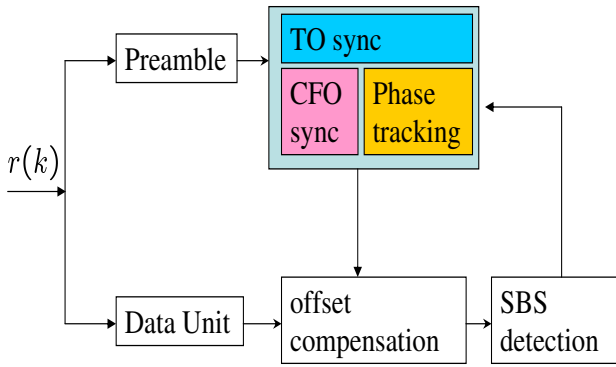 TO sync
Preamble
CFO
sync
Phase
tracking
r(k)
Data Unit
offset
compensation
SBS
detection